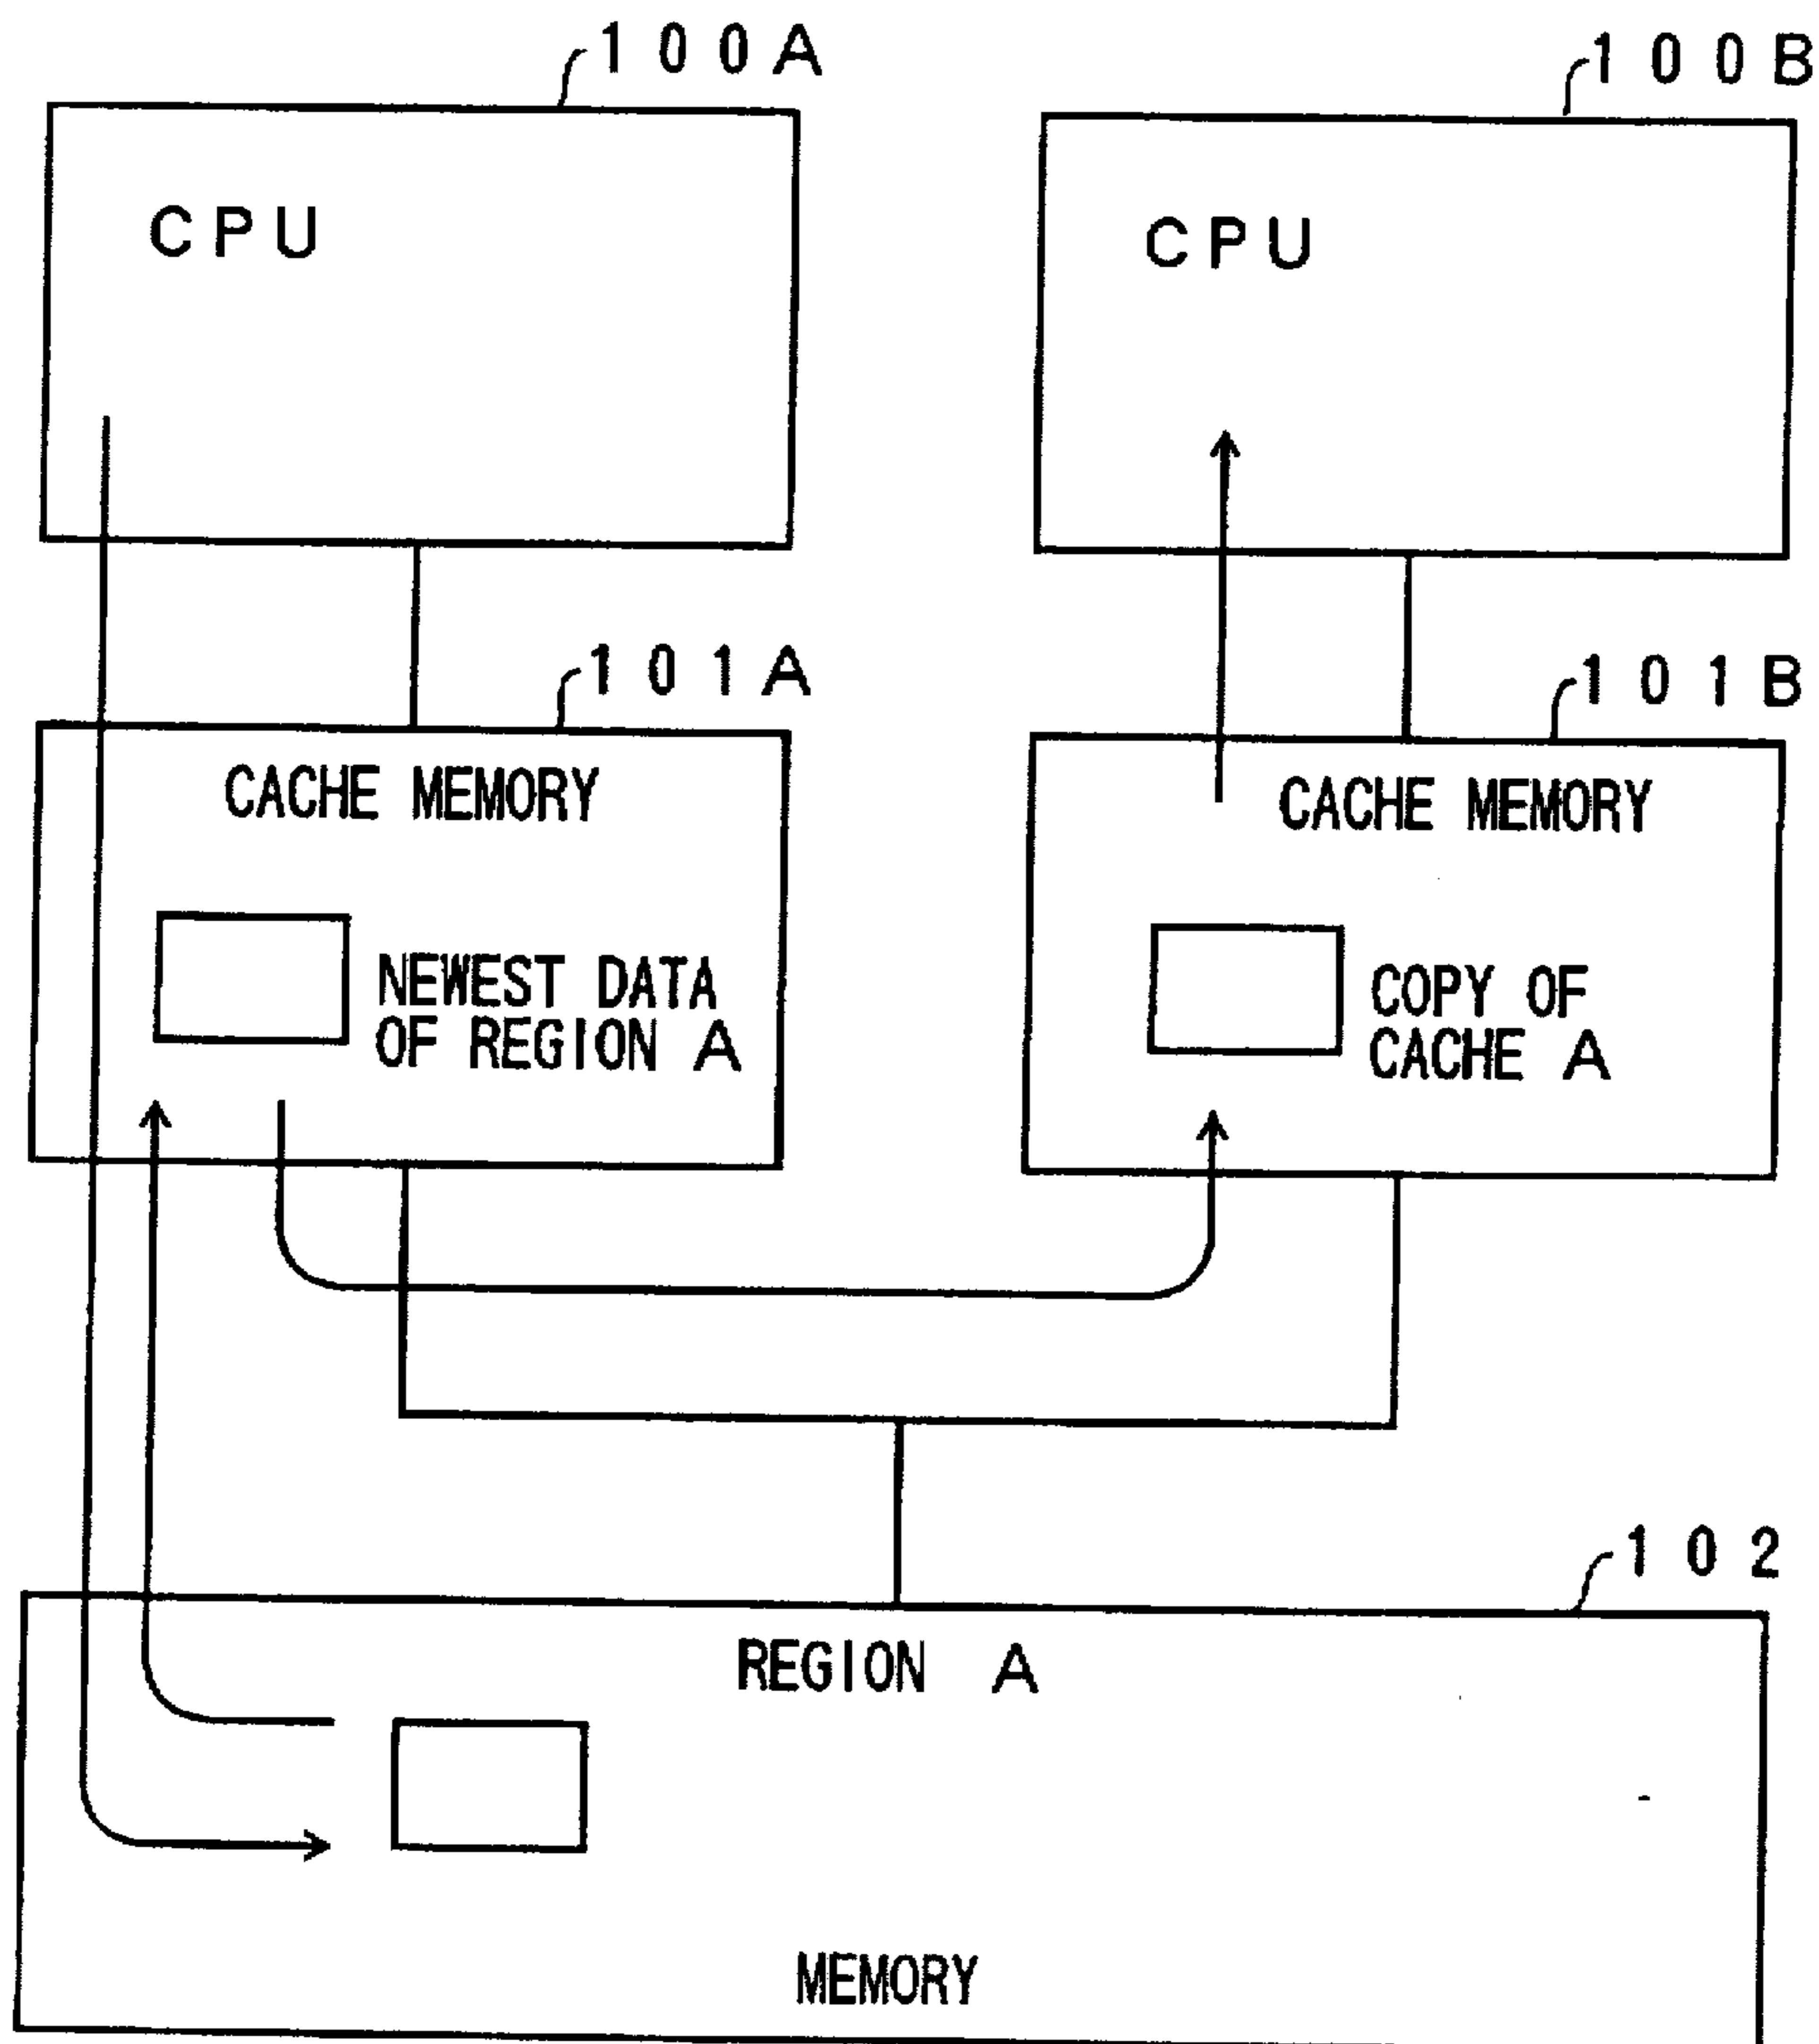 100A
100B
CPU
CPU
101A
101B
CACHE MEMORY
CACHE MEMORY
NEWEST DATA
OF REGION A
COPY OF
CACHE A
102
REGION A
MEMORY